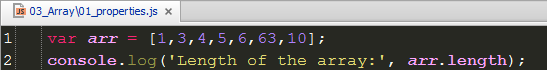 JS 03_Array\01_properties.js ×
1 var arr = [1,3,4,5,6,63,10];
2 console.log('Length of the array:', arr.length);